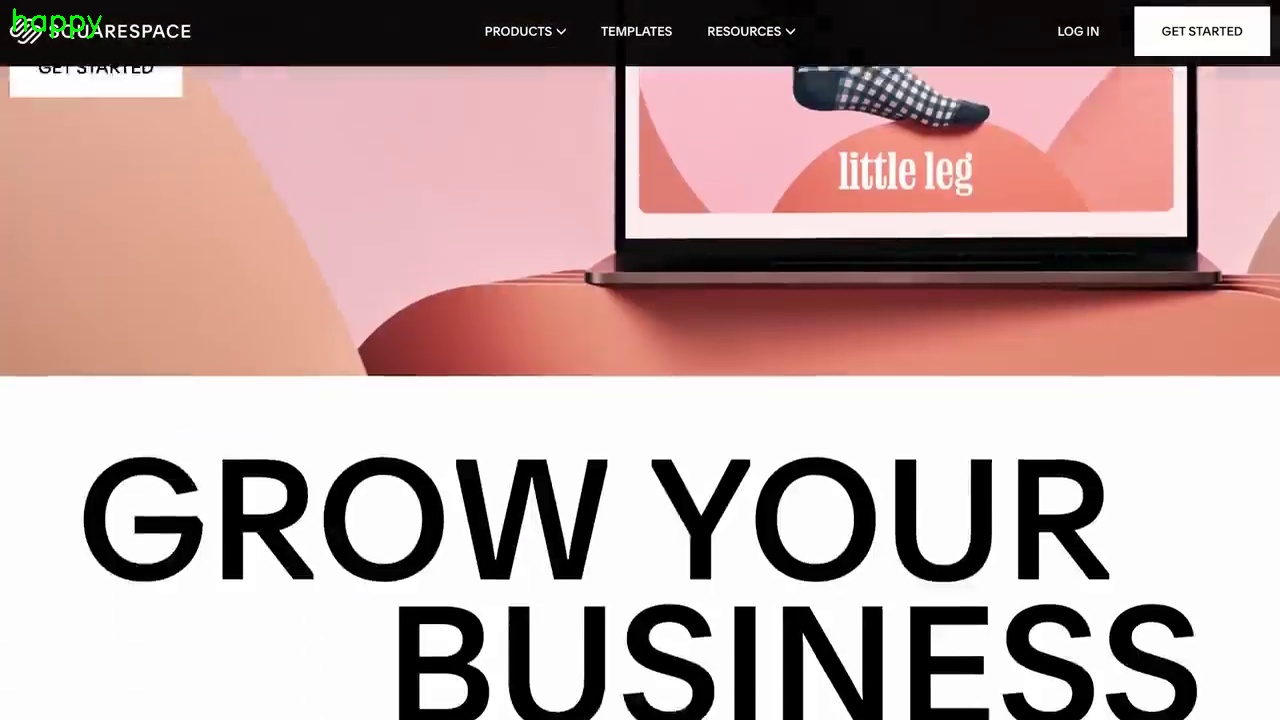 happy
SQUARESPACE
PRODUCTS
TEMPLATES
RESOURCES
LOG IN
GET STARTED
GET STARTED
little leg
GROW YOUR
BUSINESS